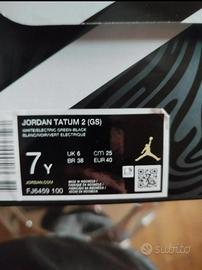 JORDAN TATUM 2 (GS)
WHITE/ELECTRIC GREEN-BLACK
BLANC/NOIR/VERT ELECTRIQUE
7Y
UK 6
CM 25
BR 38
EUR 40
JORDAN.COM
FJ6459 100
subito